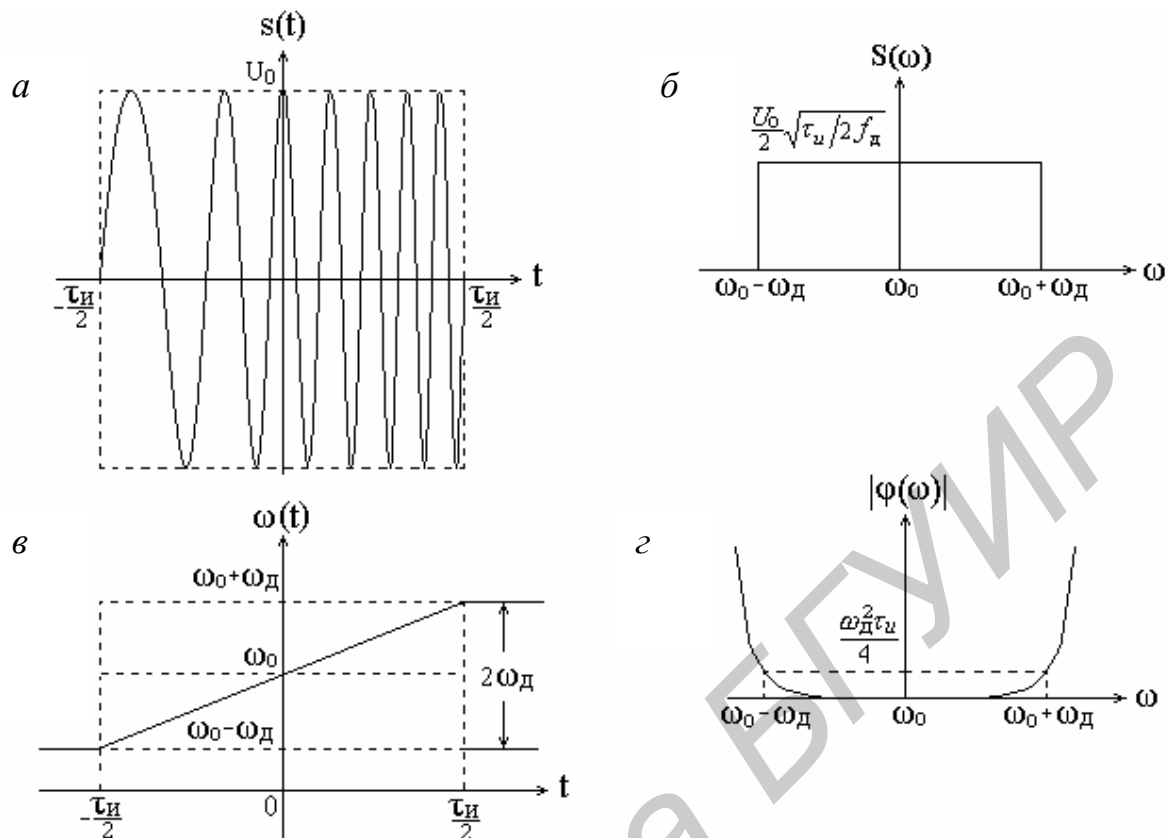 а
s(t)
U₀
t
-τи/2
τи/2
б
S(ω)
U₀/2 √(τи/2fд)
ω
ω₀-ωд
ω₀
ω₀+ωд
в
ω(t)
ω₀+ωд
ω₀
ω₀-ωд
2ωд
t
-τи/2
0
τи/2
г
|φ(ω)|
ωд²τи/4
ω
ω₀-ωд
ω₀
ω₀+ωд
а БГУИР